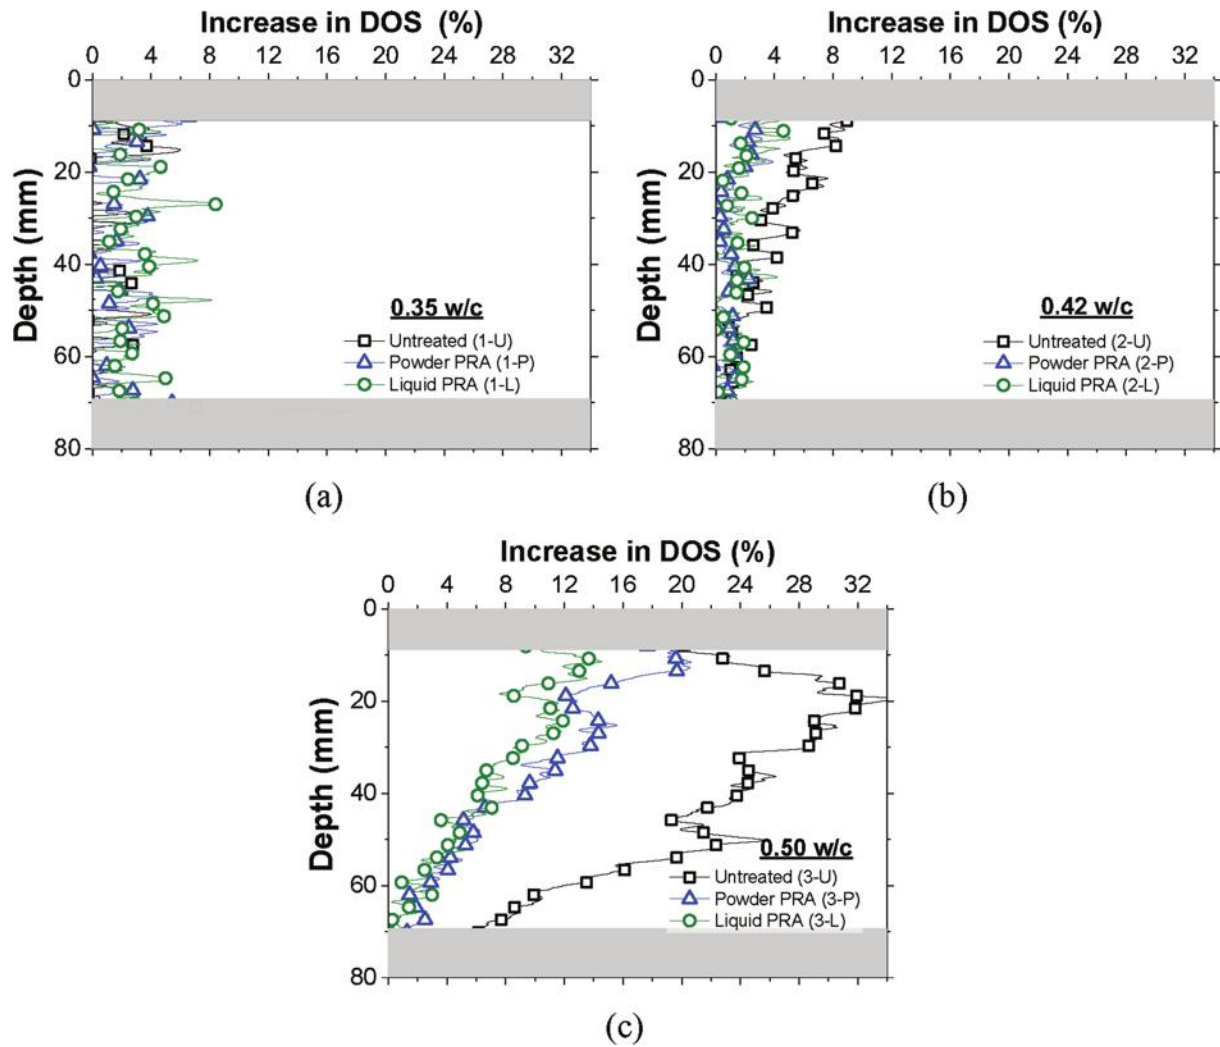 Increase in DOS (%)
0 4 8 12 16 20 24 28 32
0
20
40
60
80
Depth (mm)
0.35 w/c
Untreated (1-U)
Powder PRA (1-P)
Liquid PRA (1-L)
(a)
Increase in DOS (%)
0 4 8 12 16 20 24 28 32
0
20
40
60
80
Depth (mm)
0.42 w/c
Untreated (2-U)
Powder PRA (2-P)
Liquid PRA (2-L)
(b)
Increase in DOS (%)
0 4 8 12 16 20 24 28 32
0
20
40
60
80
Depth (mm)
0.50 w/c
Untreated (3-U)
Powder PRA (3-P)
Liquid PRA (3-L)
(c)